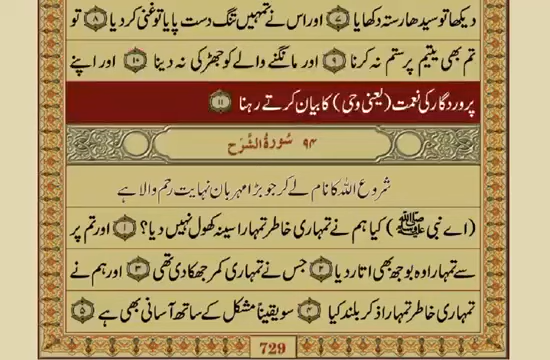 دیکھا تو سیدھا رستہ دکھایا ۷ اور اس نے تمہیں تنگ دست پایا تو غنی کر دیا ۸ تو
تم بھی یتیم پر ستم نہ کرنا ۹ اور مانگنے والے کو جھڑکی نہ دینا ۱۰ اور اپنے
پروردگار کی نعمت (یعنی وحی) کا بیان کرتے رہنا ۱۱
۹۴ سُورَةُ الشَّرْح
شروع اللہ کا نام لے کر جو بڑا مہربان نہایت رحم والا ہے
(اے نبی ﷺ) کیا ہم نے تمہاری خاطر تمہارا سینہ کھول نہیں دیا؟ ۱ اور تم پر
سے تمہارا وہ بوجھ بھی اتار دیا ۲ جس نے تمہاری کمر جھکا دی تھی ۳ اور ہم نے
تمہاری خاطر تمہارا ذکر بلند کیا ۴ سو یقیناً مشکل کے ساتھ آسانی بھی ہے ۵
729